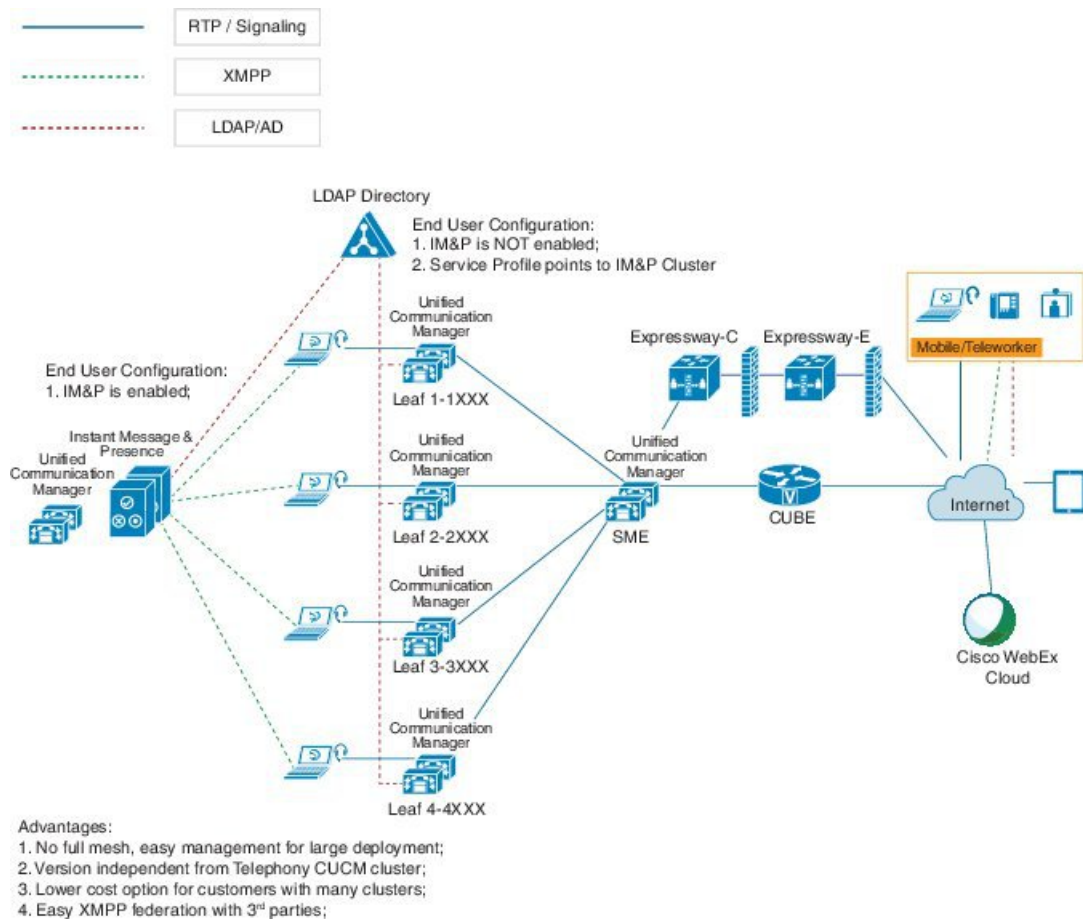 RTP / Signaling
XMPP
LDAP/AD
LDAP Directory
End User Configuration:
1. IM&P is NOT enabled;
2. Service Profile points to IM&P Cluster
Unified
Communication
Manager
Leaf 1-1XXX
Expressway-C
Expressway-E
Mobile/Teleworker
End User Configuration:
1. IM&P is enabled;
Instant Message &
Presence
Unified
Communication
Manager
Unified
Communication
Manager
Leaf 2-2XXX
Unified
Communication
Manager
SME
CUBE
Internet
Unified
Communication
Manager
Leaf 3-3XXX
Cisco WebEx
Cloud
Unified
Communication
Manager
Leaf 4-4XXX
Advantages:
1. No full mesh, easy management for large deployment;
2. Version independent from Telephony CUCM cluster;
3. Lower cost option for customers with many clusters;
4. Easy XMPP federation with 3rd parties;
V